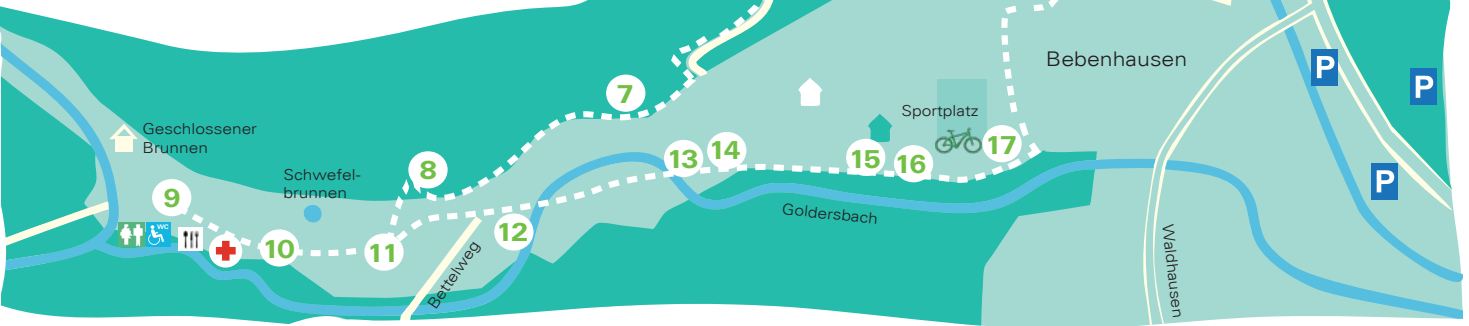 Bebenhausen
P
P
7
Sportplatz
Geschlossener
Brunnen
8
13
14
15
16
17
Schwefel-
brunnen
P
9
Goldersbach
WC
10
11
12
Bettelweg
Waldhausen